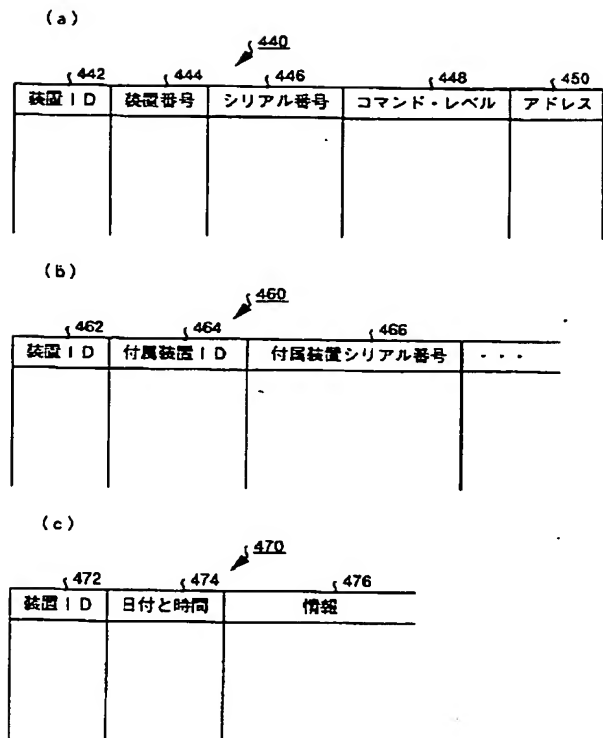 (a)
440
442 444 446 448 450
装置ID 装置番号 シリアル番号 コマンド・レベル アドレス
(b)
460
462 464 466
装置ID 付属装置ID 付属装置シリアル番号 ・・・
(c)
470
472 474 476
装置ID 日付と時間 情報